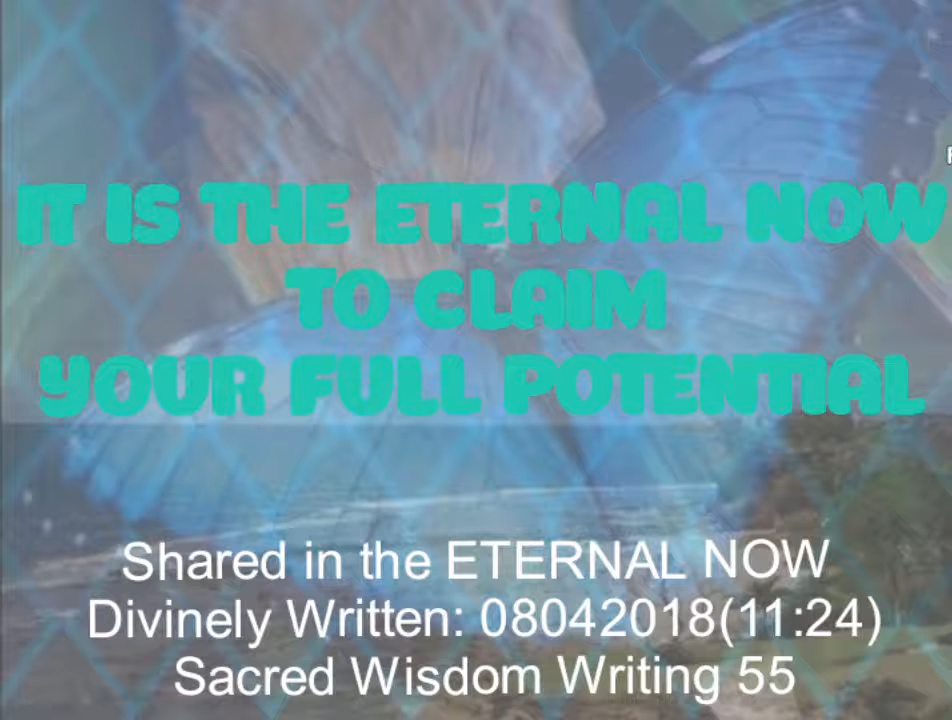 IT IS THE ETERNAL NOW
TO CLAIM
YOUR FULL POTENTIAL
Shared in the ETERNAL NOW
Divinely Written: 08042018(11:24)
Sacred Wisdom Writing 55